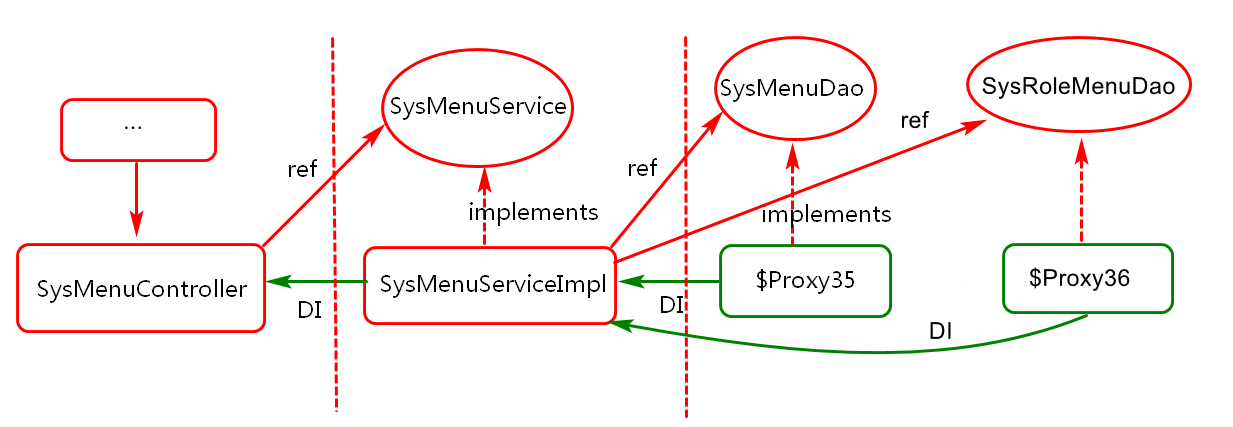 ...
SysMenuController
ref
DI
SysMenuService
implements
SysMenuServiceImpl
ref
DI
SysMenuDao
implements
$Proxy35
ref
SysRoleMenuDao
$Proxy36
DI